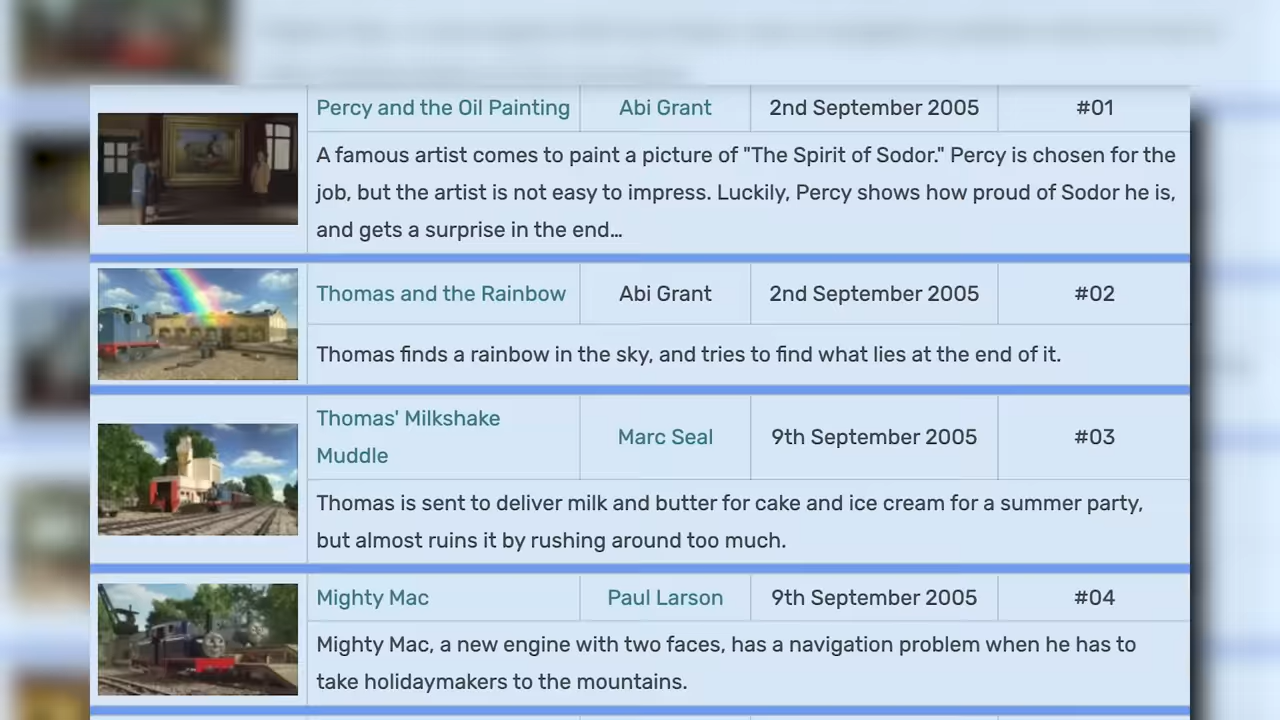 Percy and the Oil Painting Abi Grant 2nd September 2005 #01
A famous artist comes to paint a picture of "The Spirit of Sodor." Percy is chosen for the
job, but the artist is not easy to impress. Luckily, Percy shows how proud of Sodor he is,
and gets a surprise in the end...
Thomas and the Rainbow Abi Grant 2nd September 2005 #02
Thomas finds a rainbow in the sky, and tries to find what lies at the end of it.
Thomas' Milkshake
Muddle
Marc Seal 9th September 2005 #03
Thomas is sent to deliver milk and butter for cake and ice cream for a summer party,
but almost ruins it by rushing around too much.
Mighty Mac Paul Larson 9th September 2005 #04
Mighty Mac, a new engine with two faces, has a navigation problem when he has to
take holidaymakers to the mountains.